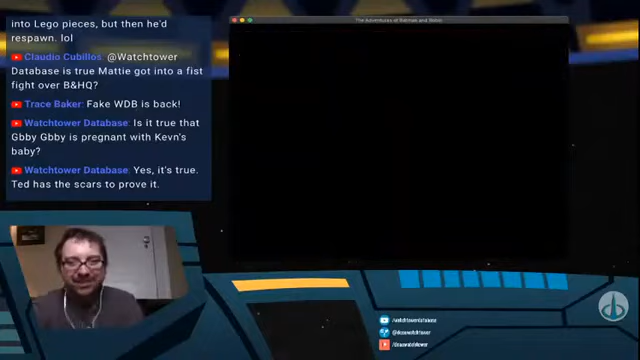 into Lego pieces, but then he'd
respawn. lol
Claudio Cubillos: @Watchtower
Database is true Mattie got into a fist
fight over B&HQ?
Trace Baker: Fake WDB is back!
Watchtower Database: Is it true that
Gbby Gbby is pregnant with Kevn's
baby?
Watchtower Database: Yes, it's true.
Ted has the scars to prove it.
The Adventures of Batman and Robin
/watchtowerdatabase